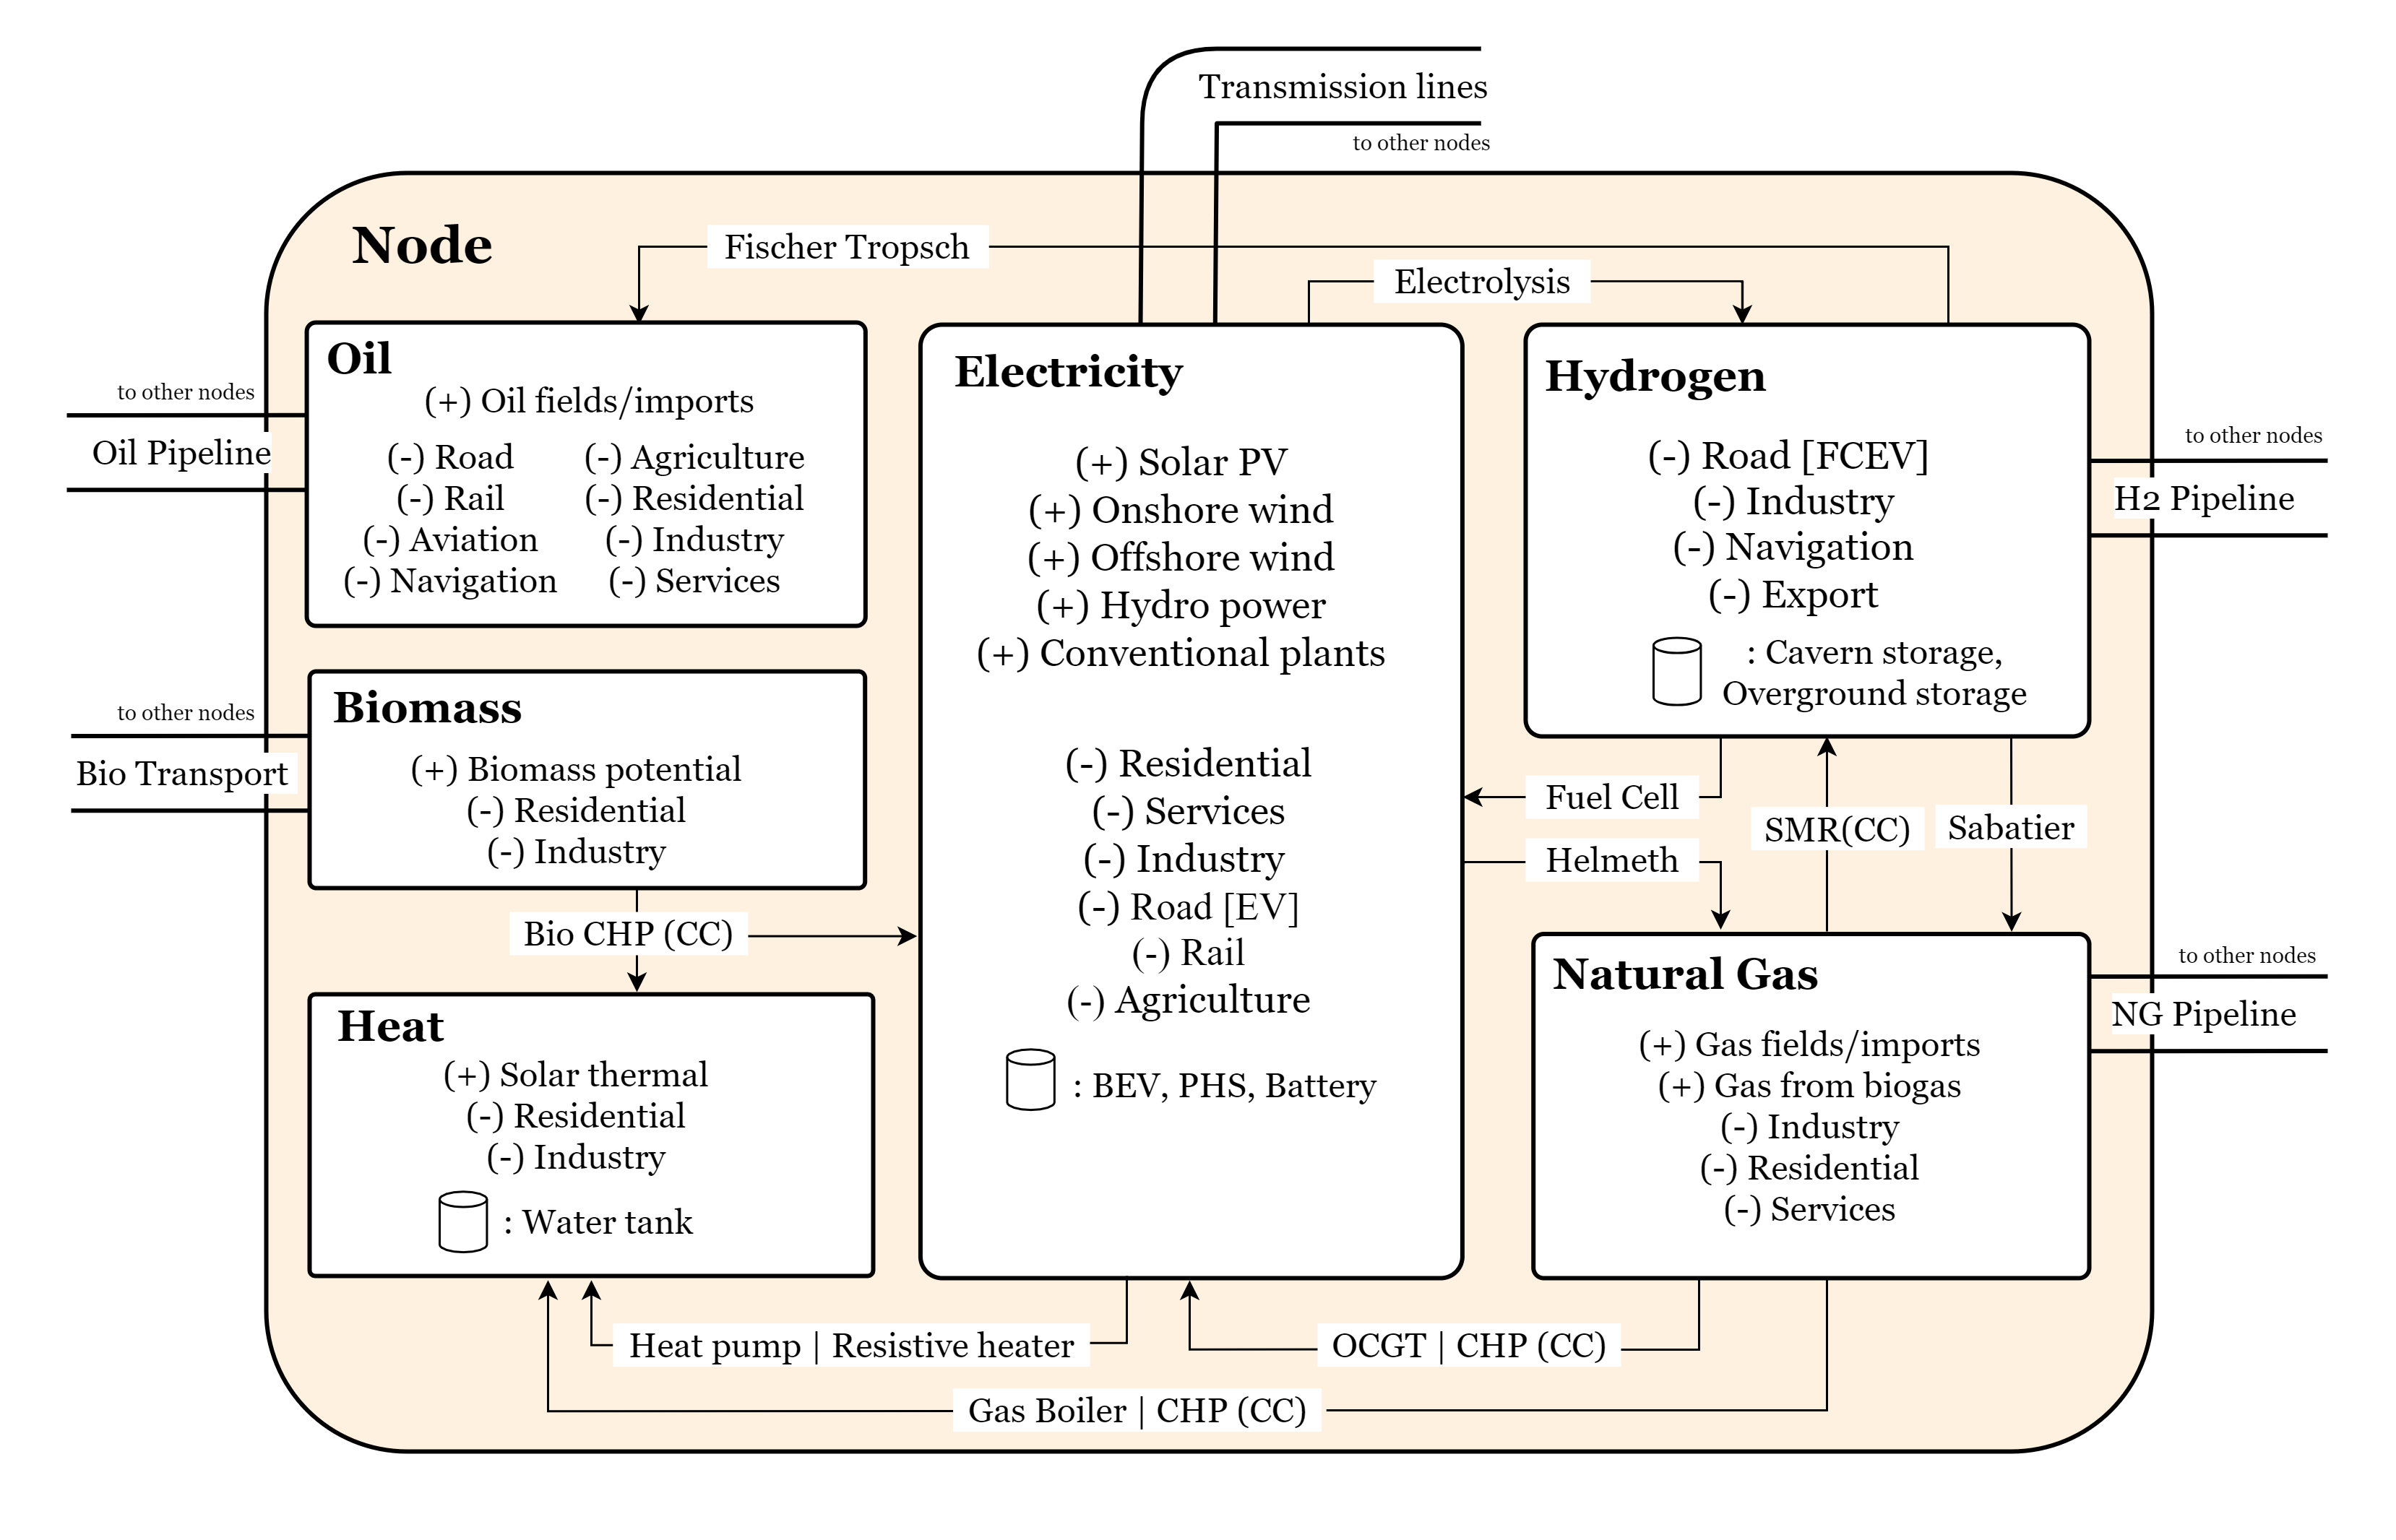 Transmission lines
to other nodes
Node
Fischer Tropsch
Electrolysis
Oil
(+) Oil fields/imports
(-) Road
(-) Rail
(-) Aviation
(-) Navigation
(-) Agriculture
(-) Residential
(-) Industry
(-) Services
to other nodes
Oil Pipeline
Biomass
(+) Biomass potential
(-) Residential
(-) Industry
to other nodes
Bio Transport
Bio CHP (CC)
Heat
(+) Solar thermal
(-) Residential
(-) Industry
: Water tank
Electricity
(+) Solar PV
(+) Onshore wind
(+) Offshore wind
(+) Hydro power
(+) Conventional plants
(-) Residential
(-) Services
(-) Industry
(-) Road [EV]
(-) Rail
(-) Agriculture
: BEV, PHS, Battery
Hydrogen
(-) Road [FCEV]
(-) Industry
(-) Navigation
(-) Export
: Cavern storage,
Overground storage
to other nodes
H2 Pipeline
Fuel Cell
Helmeth
SMR(CC)
Sabatier
Natural Gas
(+) Gas fields/imports
(+) Gas from biogas
(-) Industry
(-) Residential
(-) Services
to other nodes
NG Pipeline
Heat pump | Resistive heater
OCGT | CHP (CC)
Gas Boiler | CHP (CC)